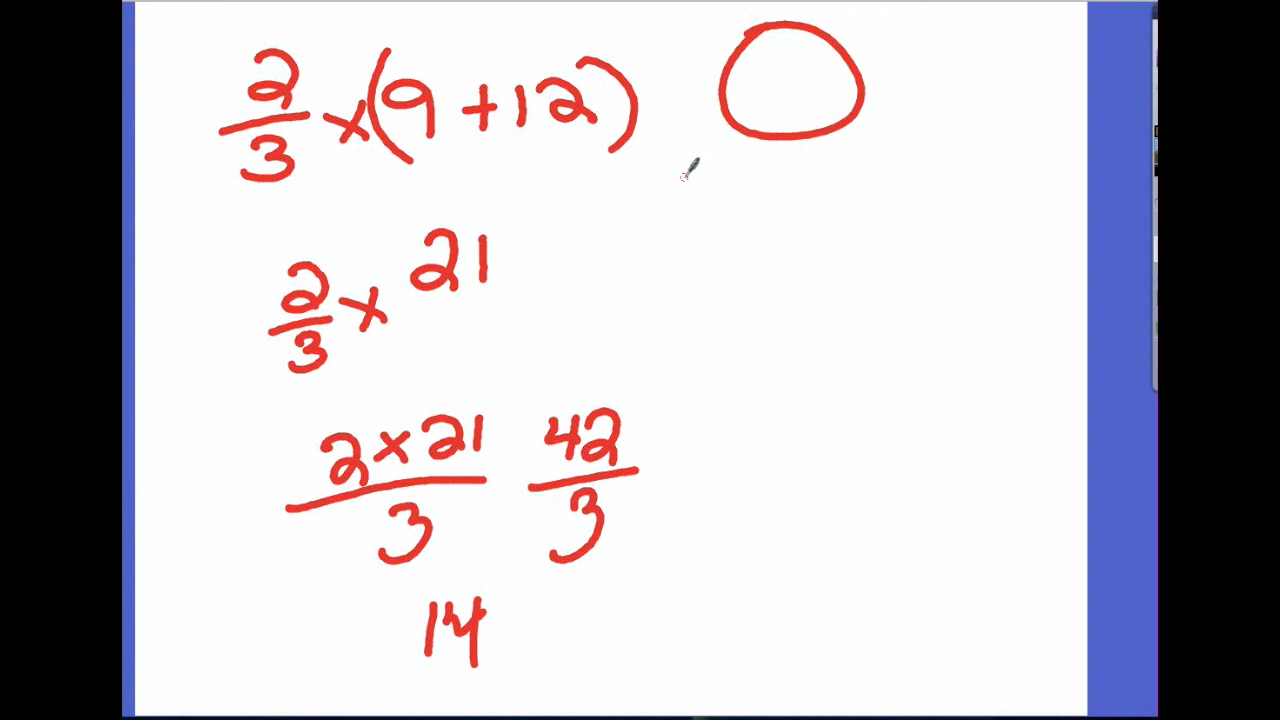 2/3 × (9 + 12)
2/3 × 21
2 × 21/3 42/3
14